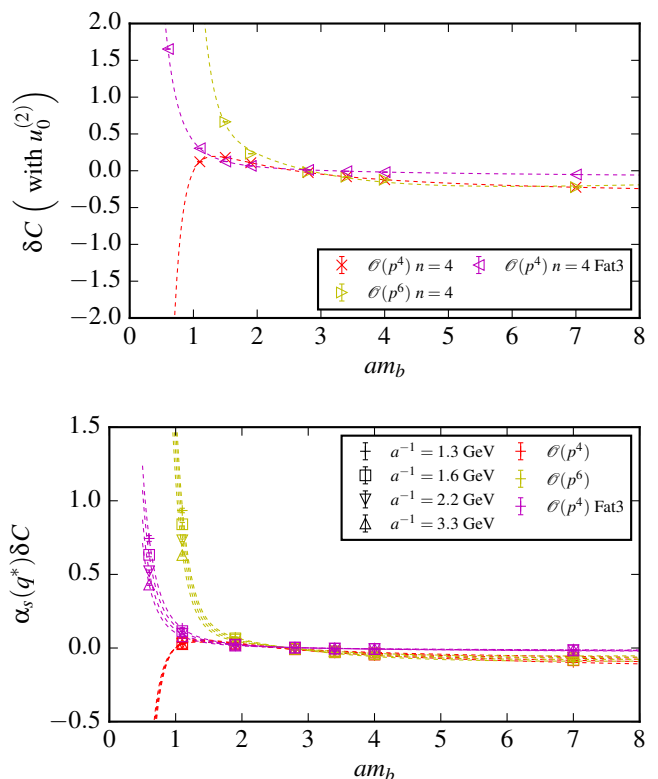 2.0
1.5
1.0
0.5
0.0
−0.5
−1.0
−1.5
−2.0
δC ( with u₀⁽²⁾ )
𝒪(p⁴) n = 4
𝒪(p⁶) n = 4
𝒪(p⁴) n = 4 Fat3
0 1 2 3 4 5 6 7 8
am_b
1.5
1.0
0.5
0.0
−0.5
α_s(q*)δC
a⁻¹ = 1.3 GeV
a⁻¹ = 1.6 GeV
a⁻¹ = 2.2 GeV
a⁻¹ = 3.3 GeV
𝒪(p⁴)
𝒪(p⁶)
𝒪(p⁴) Fat3
0 1 2 3 4 5 6 7 8
am_b